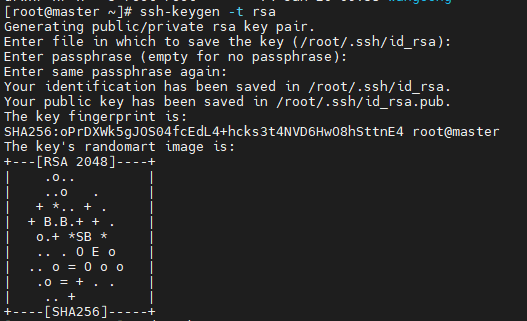 [root@master ~]# ssh-keygen -t rsa
Generating public/private rsa key pair.
Enter file in which to save the key (/root/.ssh/id_rsa):
Enter passphrase (empty for no passphrase):
Enter same passphrase again:
Your identification has been saved in /root/.ssh/id_rsa.
Your public key has been saved in /root/.ssh/id_rsa.pub.
The key fingerprint is:
SHA256:oPrDXWk5gJOS04fcEdL4+hcks3t4NVD6HwO8hSttnE4 root@master
The key's randomart image is:
+---[RSA 2048]----+
|     .o..        |
|     ..o   .     |
|    + *.. + .    |
|   + B.B.+ + .   |
|    o.+ *SB *    |
|    .. . O E o   |
|   .. o = O o o  |
|    .o = + . .   |
|     .. +        |
+----[SHA256]-----+